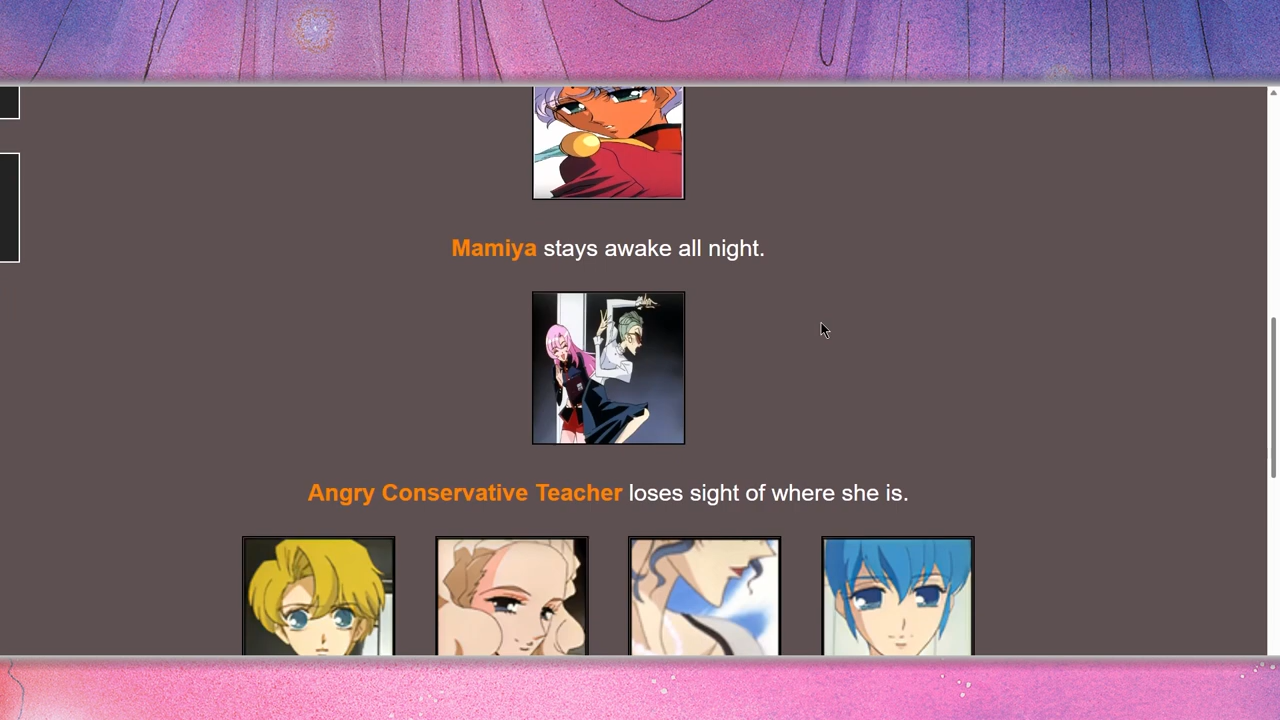 Mamiya stays awake all night.
Angry Conservative Teacher loses sight of where she is.